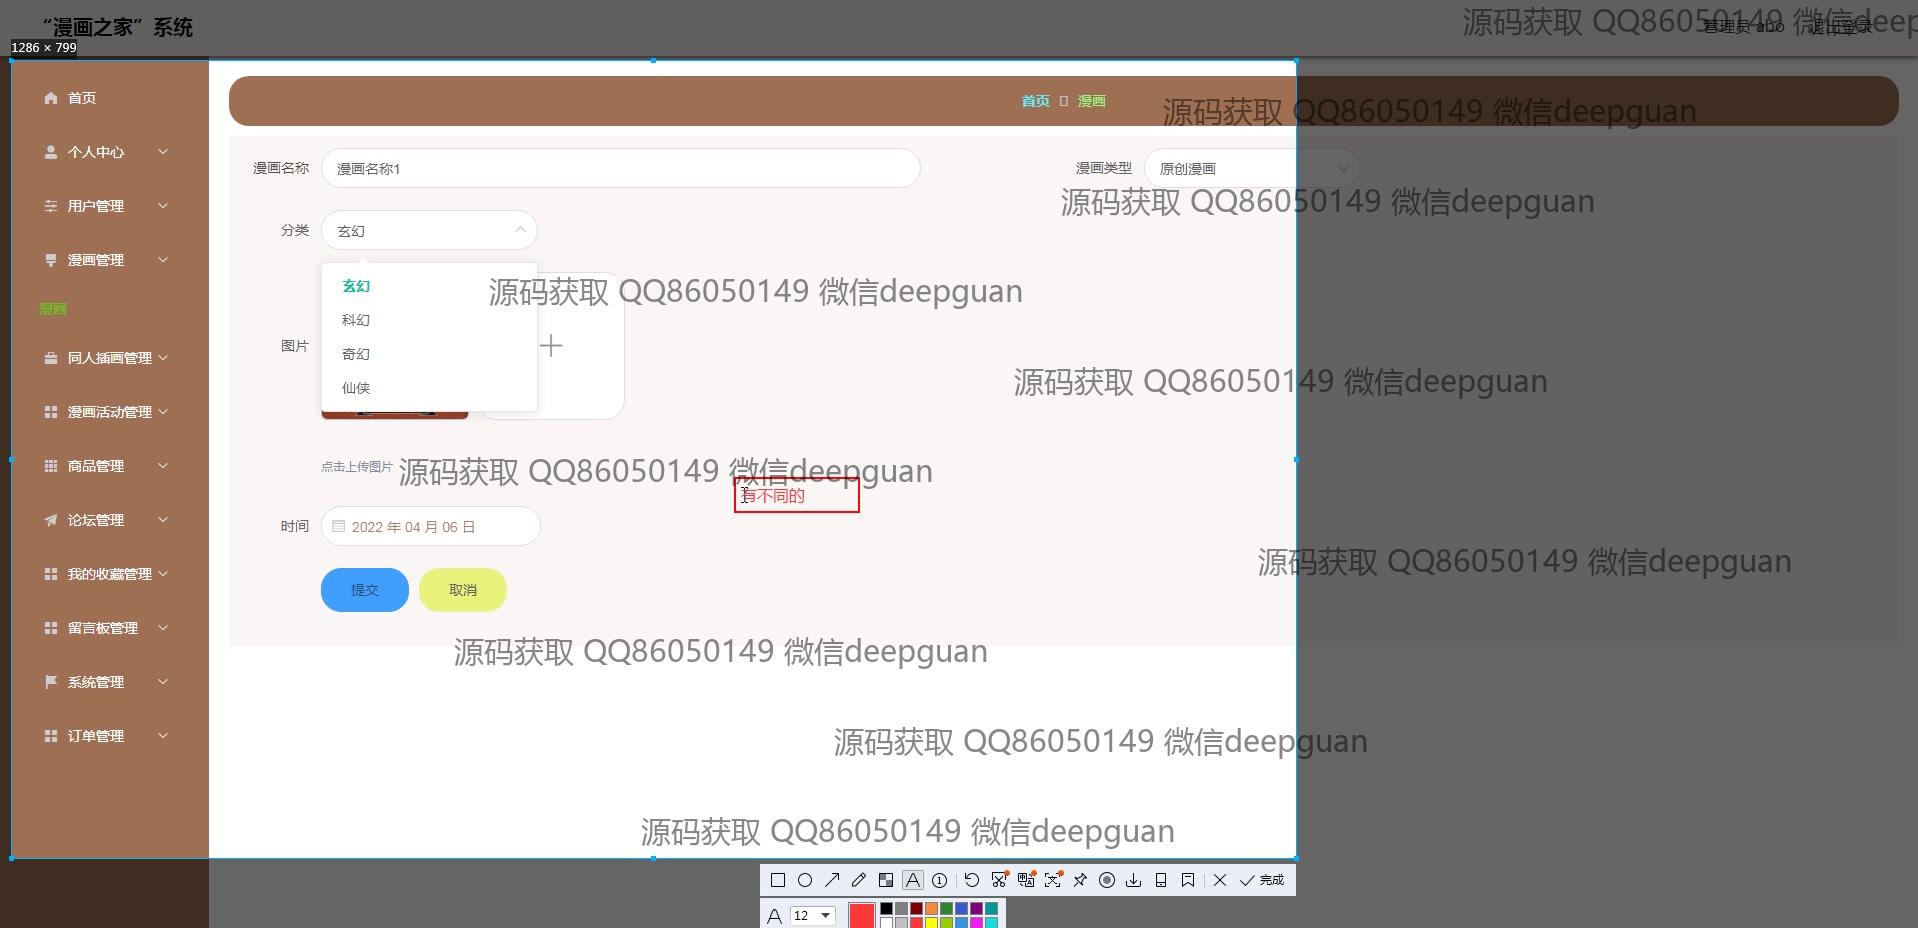 “漫画之家”系统
源码获取 QQ86050149 微信deepguan
管理员 abo
退出登录
1286 × 799
首页
首页 漫画
源码获取 QQ86050149 微信deepguan
个人中心
漫画名称 漫画名称1
漫画类型 原创漫画
用户管理
源码获取 QQ86050149 微信deepguan
分类 玄幻
漫画管理
玄幻
源码获取 QQ86050149 微信deepguan
漫画
科幻
图片
奇幻
同人插画管理
仙侠
源码获取 QQ86050149 微信deepguan
漫画活动管理
商品管理
点击上传图片
源码获取 QQ86050149 微信deepguan
有不同的
论坛管理
时间 2022 年 04 月 06 日
源码获取 QQ86050149 微信deepguan
我的收藏管理
提交 取消
留言板管理
源码获取 QQ86050149 微信deepguan
系统管理
订单管理
源码获取 QQ86050149 微信deepguan
源码获取 QQ86050149 微信deepguan
完成
12